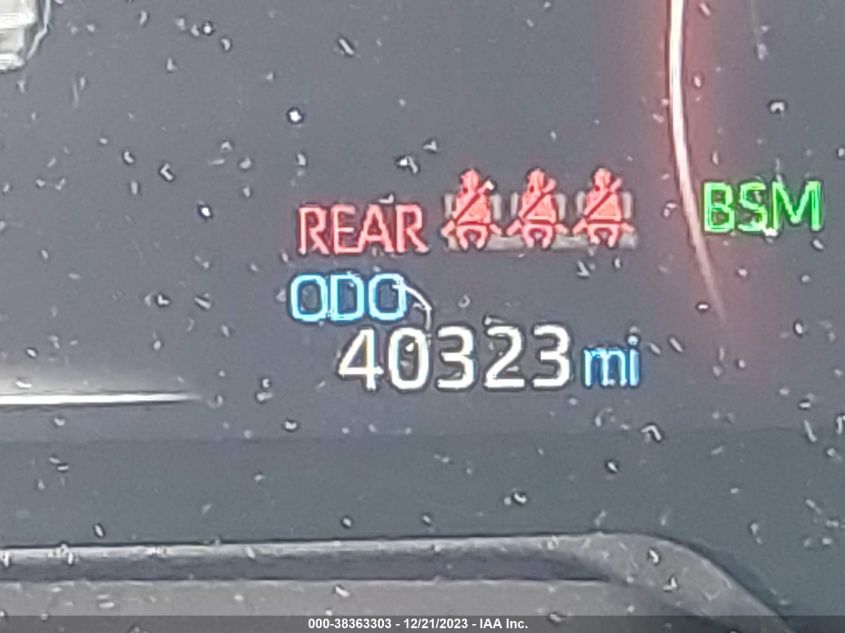 REAR
BSM
ODO
40323 mi
000-38363303 - 12/21/2023 - IAA Inc.